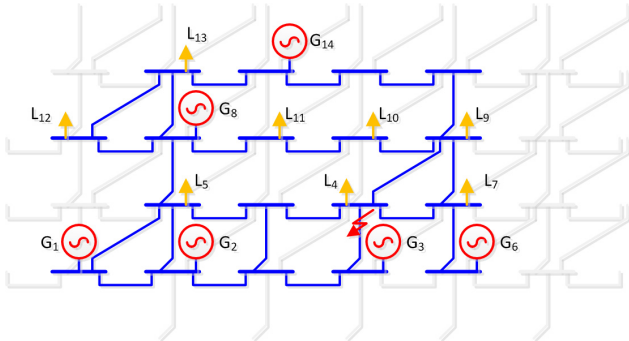 L₁₃ G₁₄
L₁₂ G₈ L₁₁ L₁₀ L₉
L₅ L₄ L₇
G₁ G₂ G₃ G₆